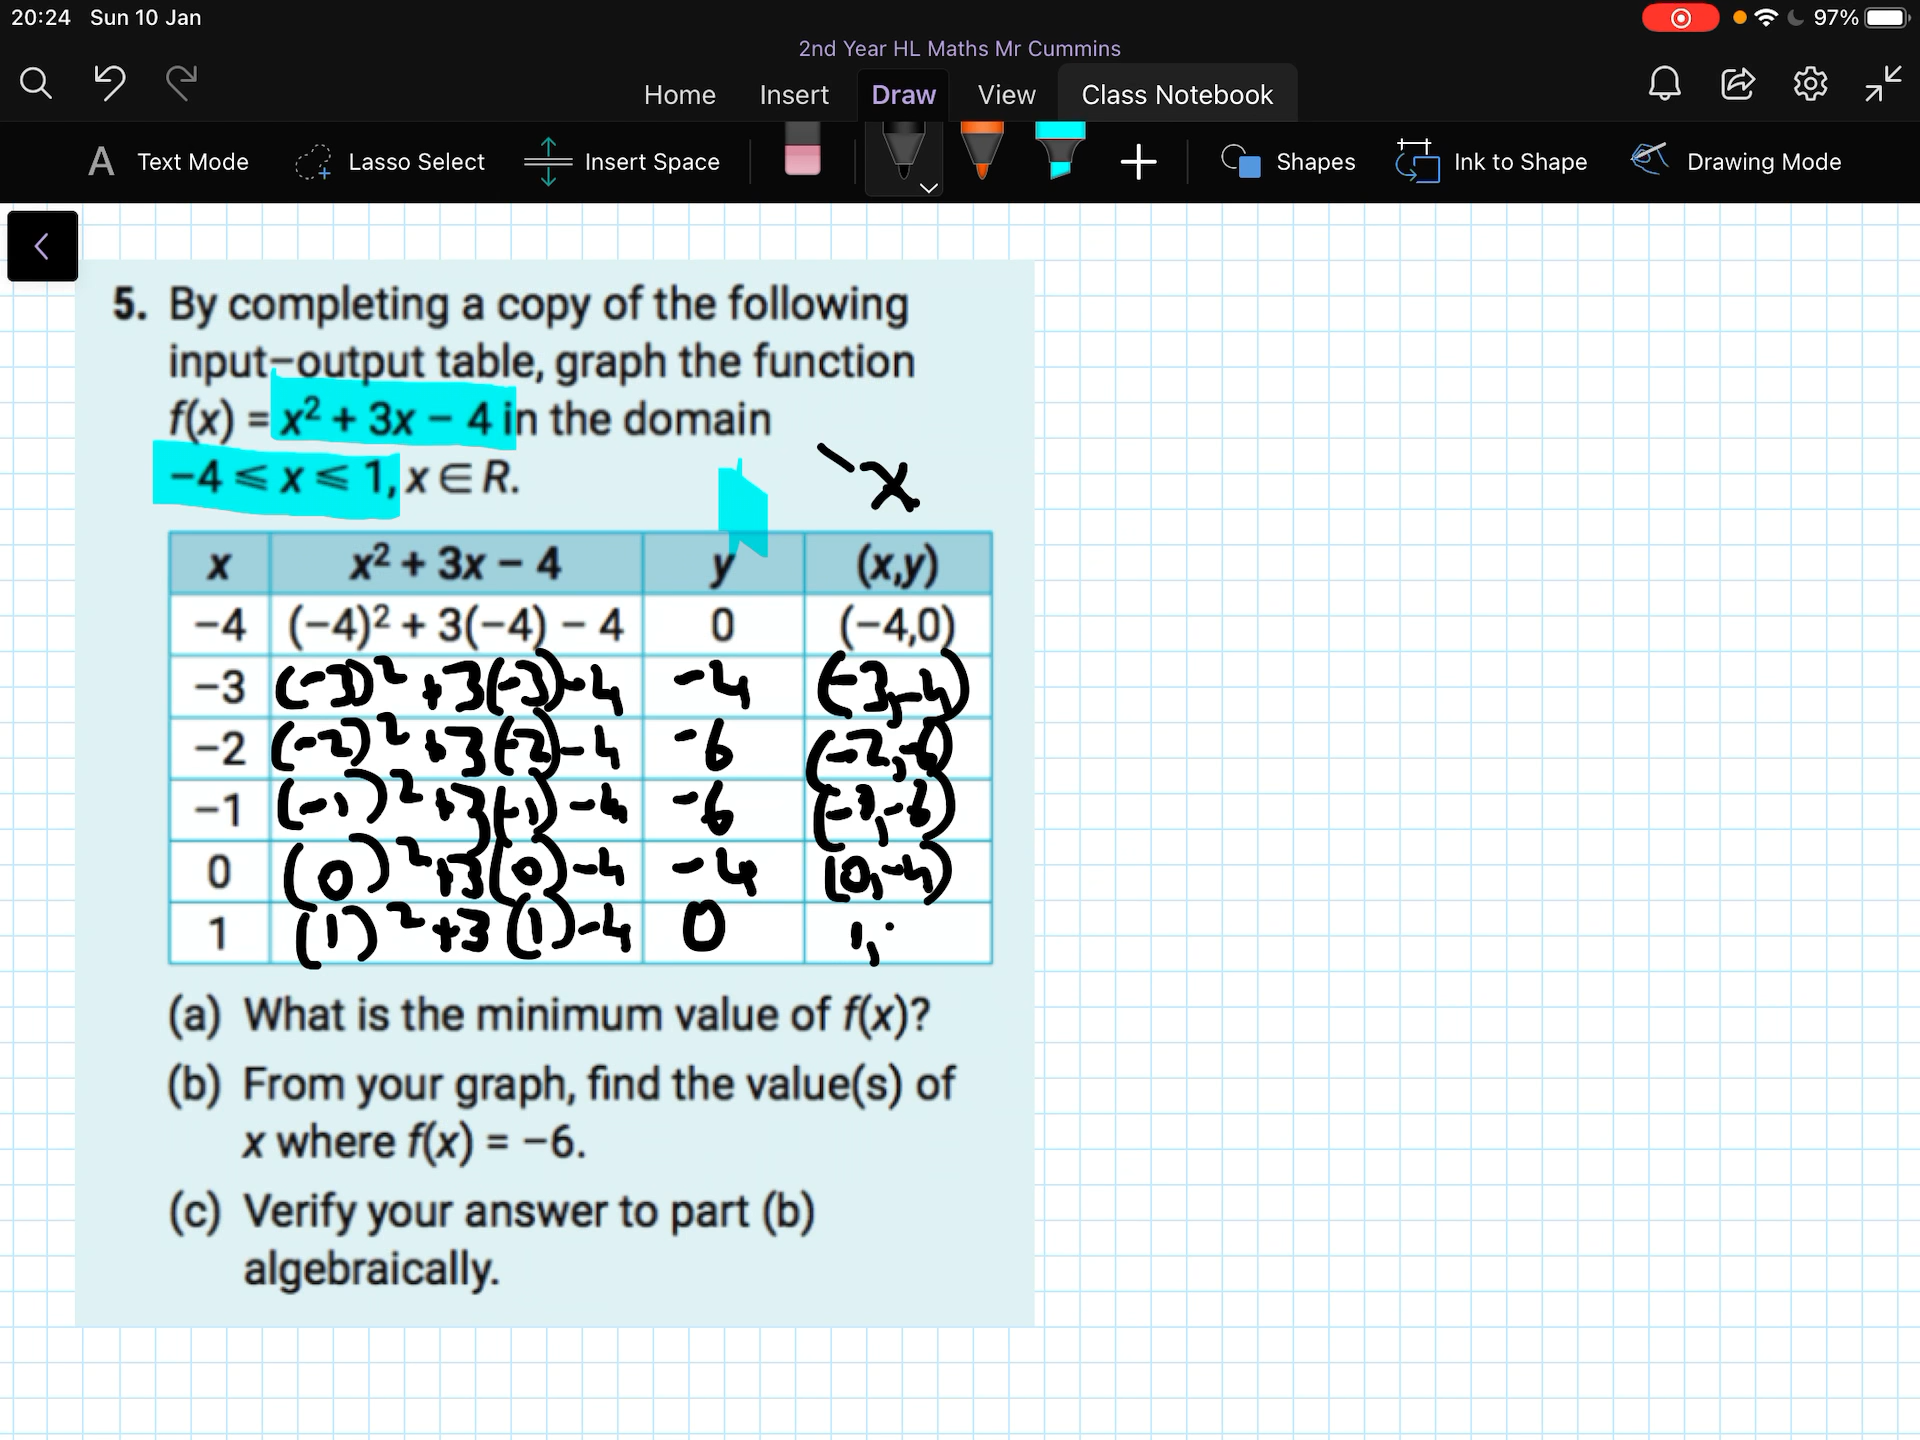 20:24 Sun 10 Jan
97%
2nd Year HL Maths Mr Cummins
Home Insert Draw View Class Notebook
A Text Mode Lasso Select Insert Space Shapes Ink to Shape Drawing Mode
5. By completing a copy of the following
input–output table, graph the function
f(x) = x² + 3x − 4 in the domain
−4 ⩽ x ⩽ 1, x ∈ R.
x
x x² + 3x − 4 y (x,y)
−4 (−4)² + 3(−4) − 4 0 (−4,0)
−3 (−3)² +3(−3)−4 −4 (−3,−4)
−2 (−2)² +3(−2)−4 −6 (−2,−6)
−1 (−1)² +3(−1)−4 −6 (−1,−6)
0 (0)²+3(0)−4 −4 (0,−4)
1 (1)²+3(1)−4 0 1,
(a) What is the minimum value of f(x)?
(b) From your graph, find the value(s) of
x where f(x) = −6.
(c) Verify your answer to part (b)
algebraically.